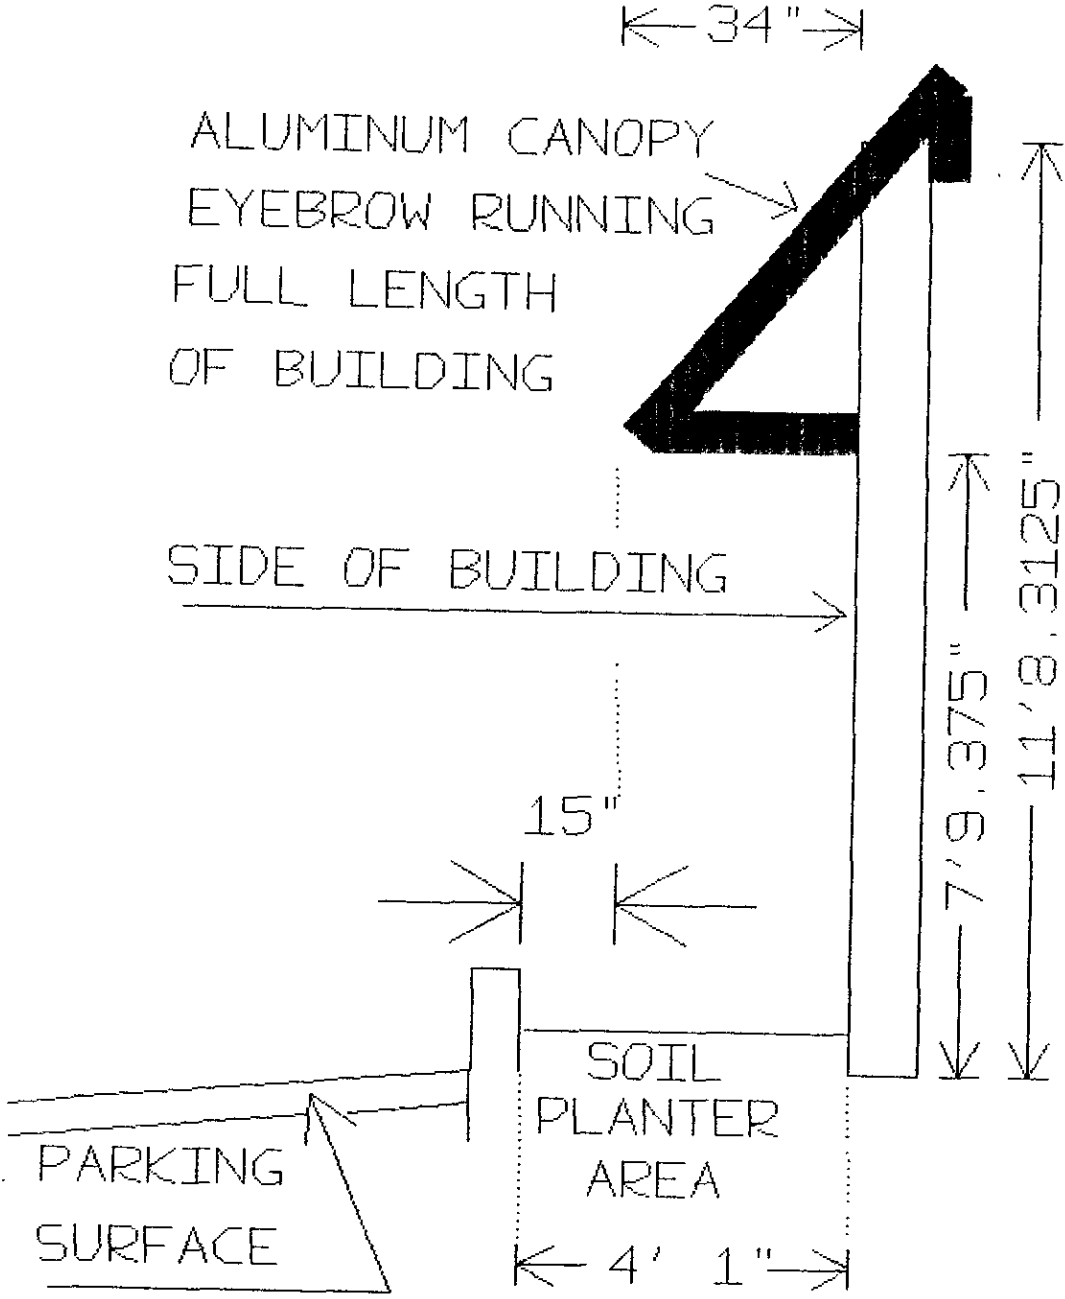 34"
ALUMINUM CANOPY
EYEBROW RUNNING
FULL LENGTH
OF BUILDING
11'8.3125"
SIDE OF BUILDING
7'9.375"
15"
SOIL
PLANTER
AREA
PARKING
SURFACE
4' 1"